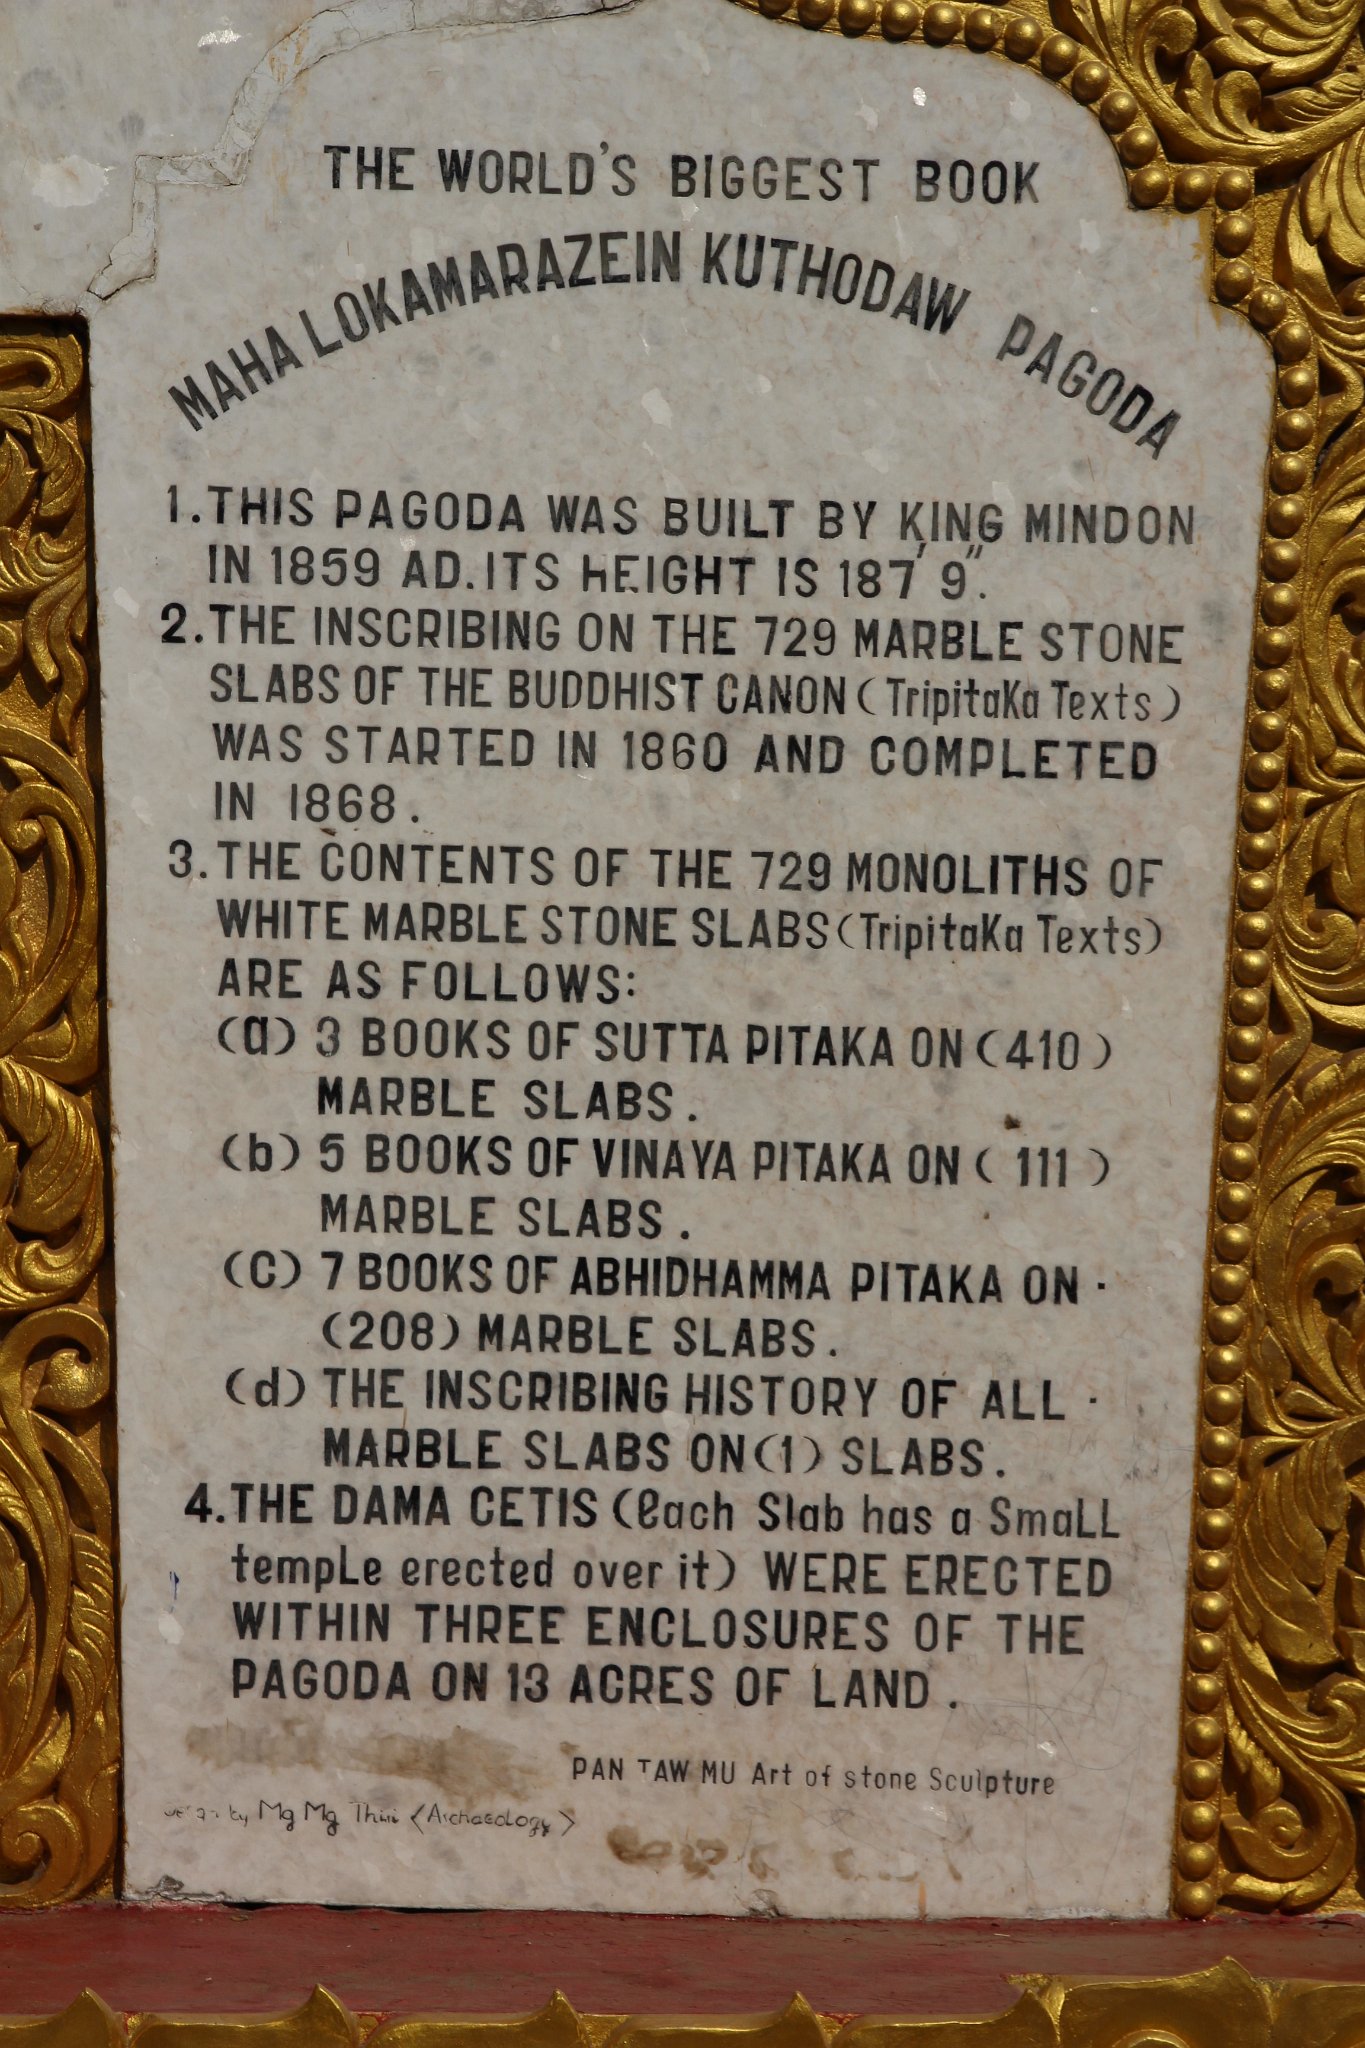 THE WORLD'S BIGGEST BOOK
MAHA LOKAMARAZEIN KUTHODAW PAGODA
1. THIS PAGODA WAS BUILT BY KING MINDON
IN 1859 AD. ITS HEIGHT IS 187' 9".
2. THE INSCRIBING ON THE 729 MARBLE STONE
SLABS OF THE BUDDHIST CANON (TripitaKa Texts)
WAS STARTED IN 1860 AND COMPLETED
IN 1868.
3. THE CONTENTS OF THE 729 MONOLITHS OF
WHITE MARBLE STONE SLABS (TripitaKa Texts)
ARE AS FOLLOWS:
(a) 3 BOOKS OF SUTTA PITAKA ON (410)
MARBLE SLABS.
(b) 5 BOOKS OF VINAYA PITAKA ON (111)
MARBLE SLABS.
(C) 7 BOOKS OF ABHIDHAMMA PITAKA ON ·
(208) MARBLE SLABS.
(d) THE INSCRIBING HISTORY OF ALL ·
MARBLE SLABS ON (1) SLABS.
4. THE DAMA CETIS (each Slab has a SmaLL
tempLe erected over it) WERE ERECTED
WITHIN THREE ENCLOSURES OF THE
PAGODA ON 13 ACRES OF LAND.
PAN TAW MU Art of stone Sculpture
by Mg Mg Thiri <Archaeology>